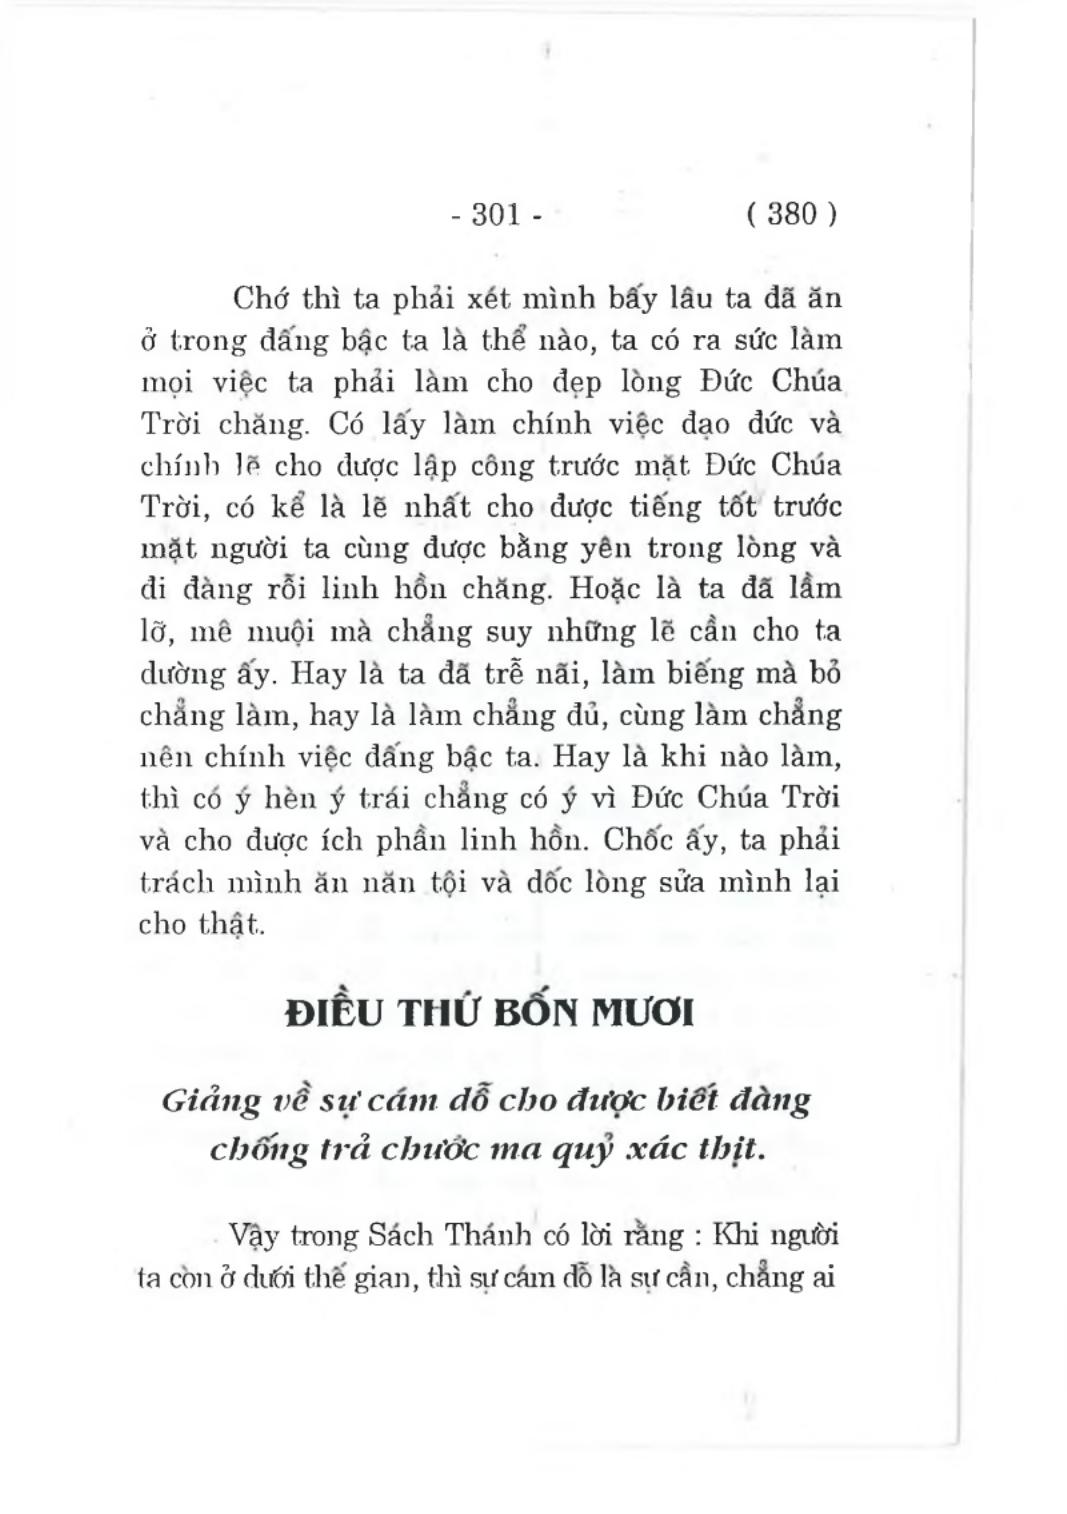 - 301 - ( 380 )
Chớ thì ta phải xét mình bấy lâu ta đã ăn
ở trong đấng bậc ta là thể nào, ta có ra sức làm
mọi việc ta phải làm cho đẹp lòng Đức Chúa
Trời chăng. Có lấy làm chính việc đạo đức và
chính lẽ cho được lập công trước mặt Đức Chúa
Trời, có kể là lẽ nhất cho được tiếng tốt trước
mặt người ta cùng được bằng yên trong lòng và
đi đàng rỗi linh hồn chăng. Hoặc là ta đã lầm
lỡ, mê muội mà chẳng suy những lẽ cần cho ta
dường ấy. Hay là ta đã trễ nãi, làm biếng mà bỏ
chẳng làm, hay là làm chẳng đủ, cùng làm chẳng
nên chính việc đấng bậc ta. Hay là khi nào làm,
thì có ý hèn ý trái chẳng có ý vì Đức Chúa Trời
và cho được ích phần linh hồn. Chốc ấy, ta phải
trách mình ăn năn tội và dốc lòng sửa mình lại
cho thật.
ĐIỀU THỨ BỐN MƯƠI
Giảng về sự cám dỗ cho được biết đàng
chống trả chước ma quỷ xác thịt.
Vậy trong Sách Thánh có lời rằng : Khi người
ta còn ở dưới thế gian, thì sự cám dỗ là sự cần, chẳng ai